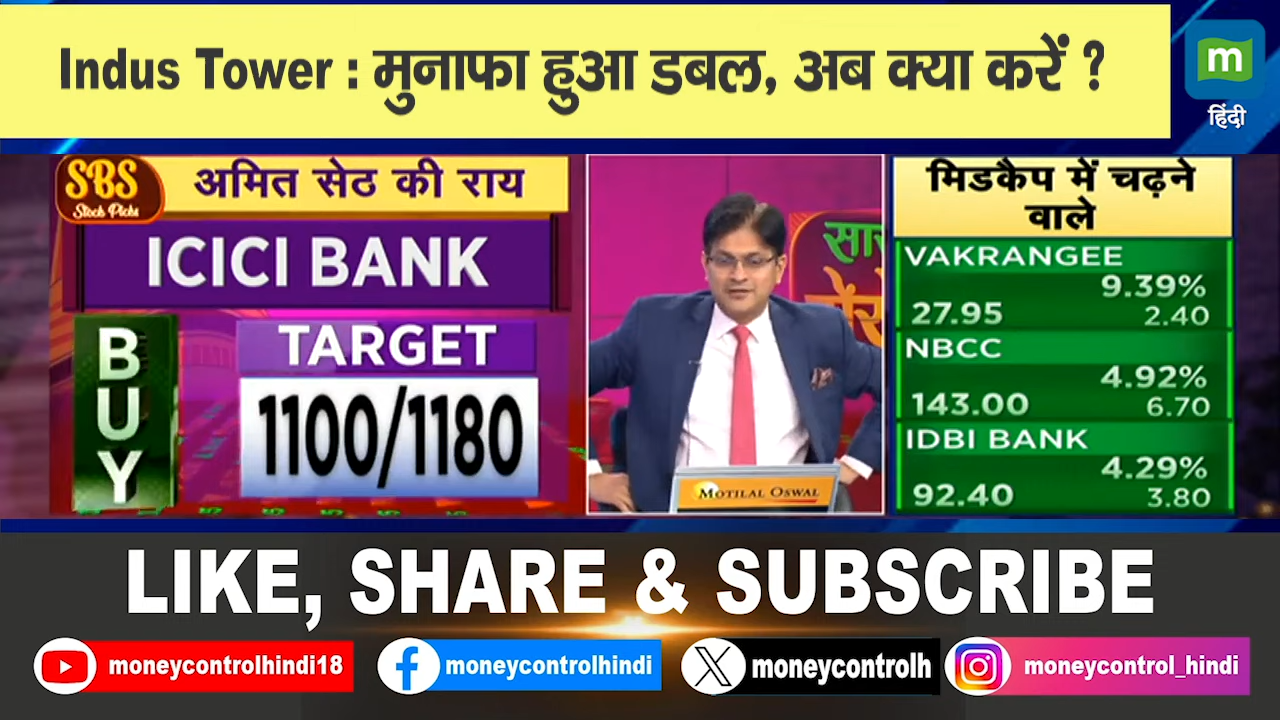 Indus Tower : मुनाफा हुआ डबल, अब क्या करें ?
m
हिंदी
SBS
Stock Picks
अमित सेठ की राय
ICICI BANK
BUY
TARGET
1100/1180
MOTILAL OSWAL
मिडकैप में चढ़ने
वाले
VAKRANGEE
9.39%
27.95 2.40
NBCC
4.92%
143.00 6.70
IDBI BANK
4.29%
92.40 3.80
LIKE, SHARE & SUBSCRIBE
moneycontrolhindi18
moneycontrolhindi
moneycontrolh
moneycontrol_hindi